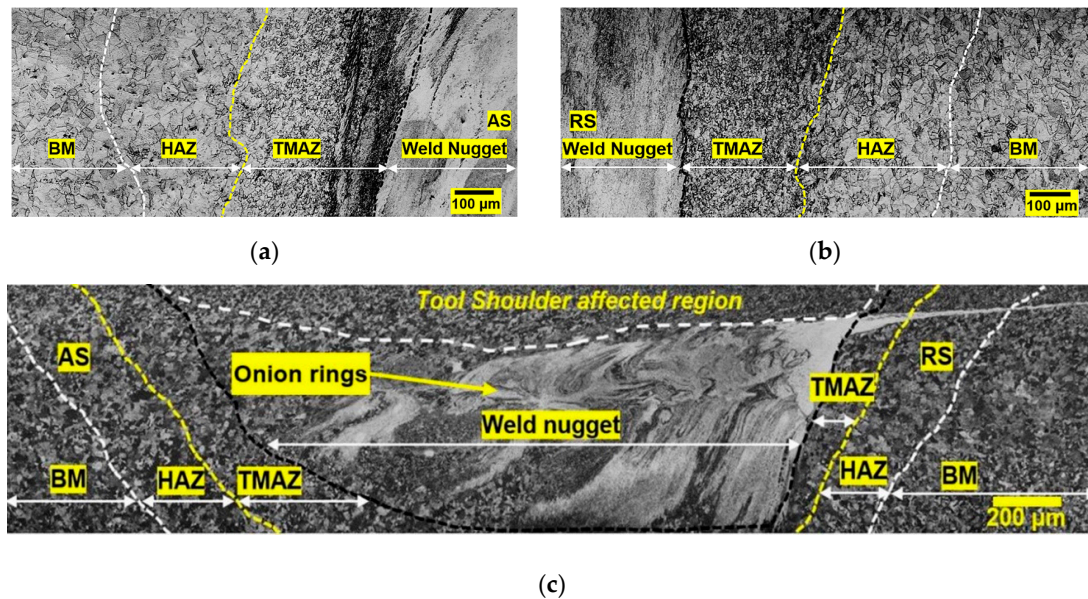 AS
BM HAZ TMAZ Weld Nugget
100 µm
(a)
RS
Weld Nugget TMAZ HAZ BM
100 µm
(b)
Tool Shoulder affected region
AS
RS
Onion rings
TMAZ
Weld nugget
BM HAZ TMAZ
HAZ BM
200 µm
(c)